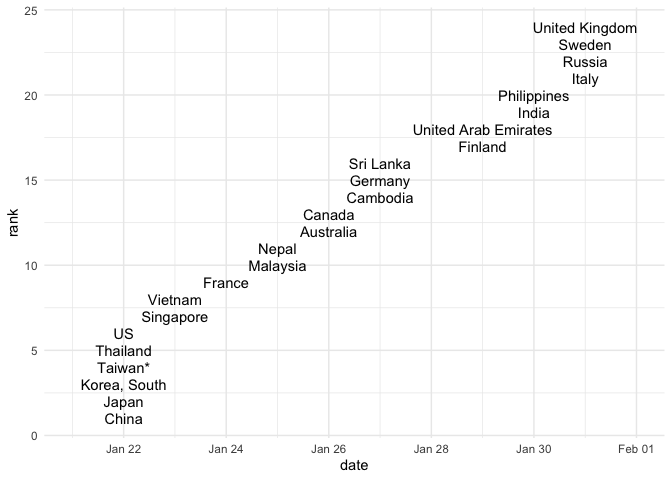 25
United Kingdom
Sweden
Russia
Italy
20
Philippines
India
United Arab Emirates
Finland
Sri Lanka
15
Germany
Cambodia
Canada
rank
Australia
Nepal
10
Malaysia
France
Vietnam
Singapore
US
5
Thailand
Taiwan*
Korea, South
Japan
China
0
Jan 22 Jan 24 Jan 26 Jan 28 Jan 30 Feb 01
date